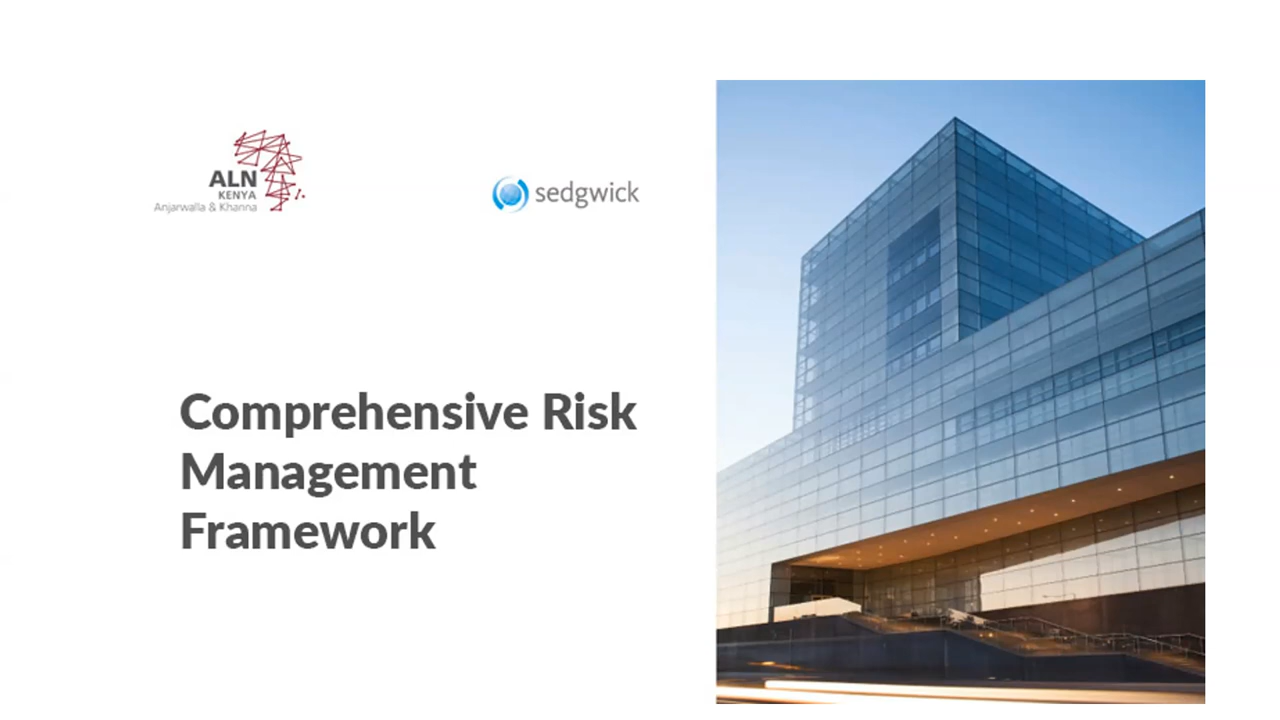 ALN
KENYA
Anjarwalla & Khanna
sedgwick
Comprehensive Risk
Management
Framework